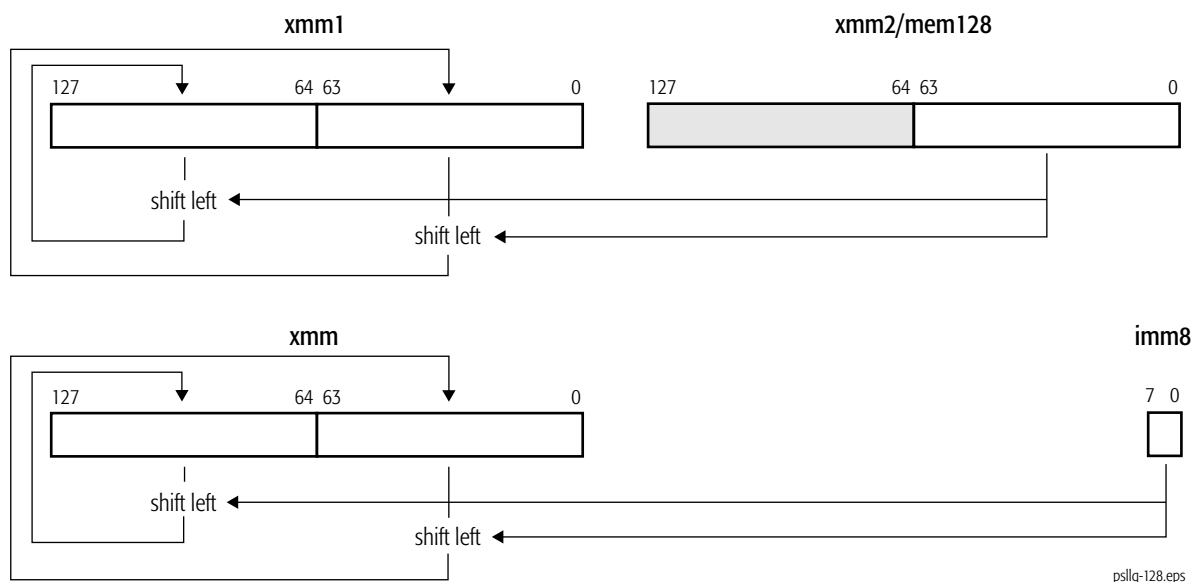 xmm1 xmm2/mem128
127 64 63 0 127 64 63 0
shift left
shift left
xmm imm8
127 64 63 0 7 0
shift left
shift left
psllq-128.eps